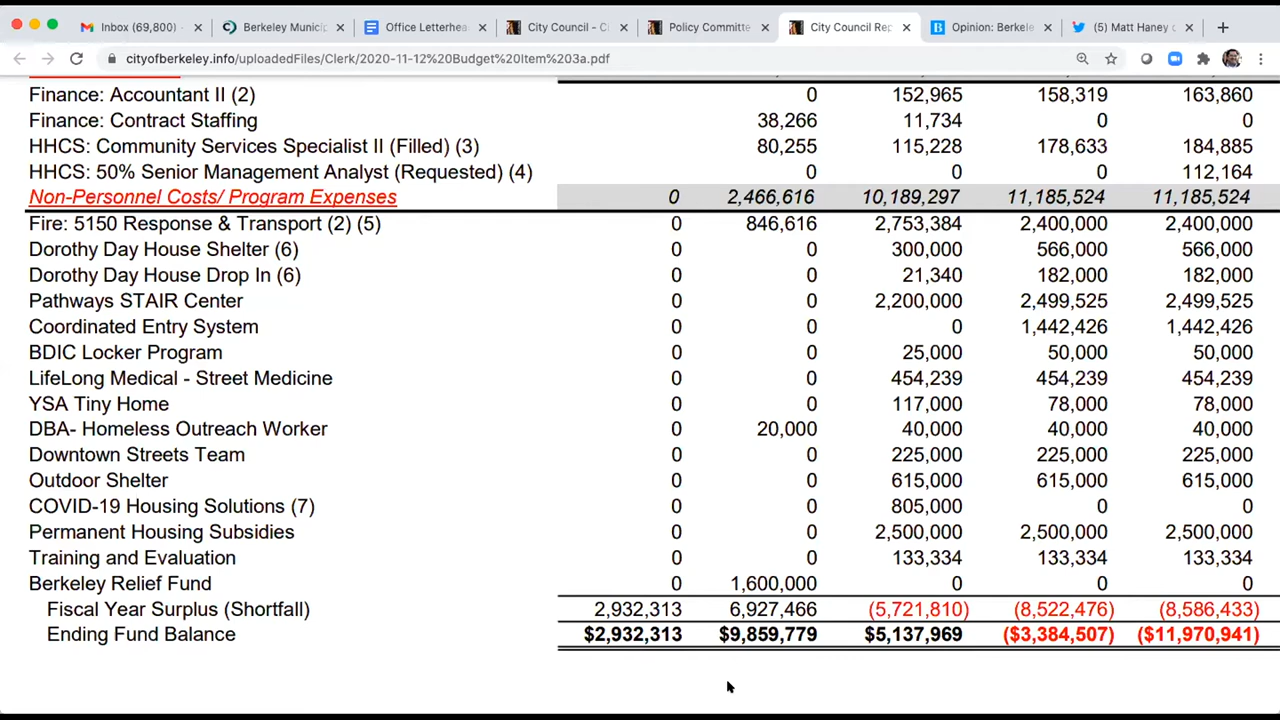 Inbox (69,800) -
Berkeley Munici
Office Letterhea
City Council - Ci
Policy Committe
City Council Rep
Opinion: Berkele
(5) Matt Haney o
cityofberkeley.info/uploadedFiles/Clerk/2020-11-12%20Budget%20Item%203a.pdf
Finance: Accountant II (2) 0 152,965 158,319 163,860
Finance: Contract Staffing 38,266 11,734 0 0
HHCS: Community Services Specialist II (Filled) (3) 80,255 115,228 178,633 184,885
HHCS: 50% Senior Management Analyst (Requested) (4) 0 0 0 112,164
Non-Personnel Costs/ Program Expenses 0 2,466,616 10,189,297 11,185,524 11,185,524
Fire: 5150 Response & Transport (2) (5) 0 846,616 2,753,384 2,400,000 2,400,000
Dorothy Day House Shelter (6) 0 0 300,000 566,000 566,000
Dorothy Day House Drop In (6) 0 0 21,340 182,000 182,000
Pathways STAIR Center 0 0 2,200,000 2,499,525 2,499,525
Coordinated Entry System 0 0 0 1,442,426 1,442,426
BDIC Locker Program 0 0 25,000 50,000 50,000
LifeLong Medical - Street Medicine 0 0 454,239 454,239 454,239
YSA Tiny Home 0 0 117,000 78,000 78,000
DBA- Homeless Outreach Worker 0 20,000 40,000 40,000 40,000
Downtown Streets Team 0 0 225,000 225,000 225,000
Outdoor Shelter 0 0 615,000 615,000 615,000
COVID-19 Housing Solutions (7) 0 0 805,000 0 0
Permanent Housing Subsidies 0 0 2,500,000 2,500,000 2,500,000
Training and Evaluation 0 0 133,334 133,334 133,334
Berkeley Relief Fund 0 1,600,000 0 0 0
Fiscal Year Surplus (Shortfall) 2,932,313 6,927,466 (5,721,810) (8,522,476) (8,586,433)
Ending Fund Balance $2,932,313 $9,859,779 $5,137,969 ($3,384,507) ($11,970,941)